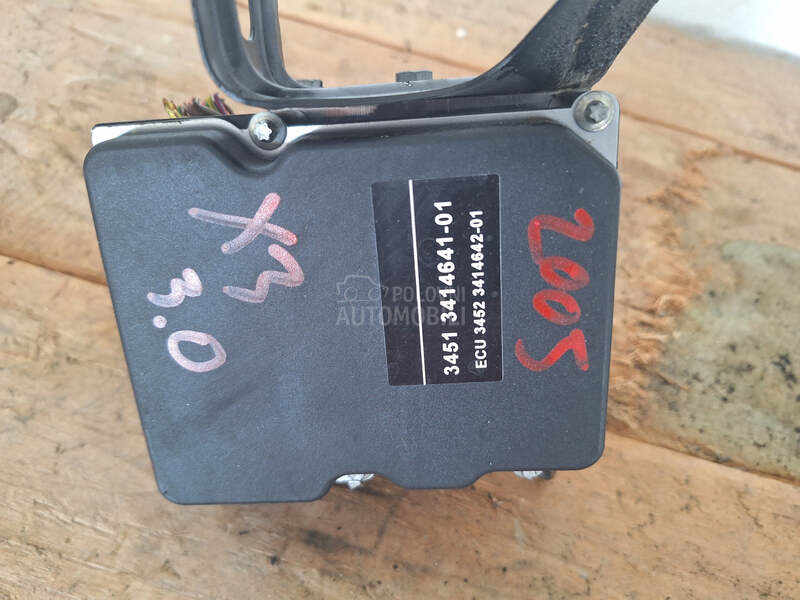 X3
3.0
3451 3414641-01
ECU 3452 3414642-01
2005
POLOVNI
AUTOMOBILI